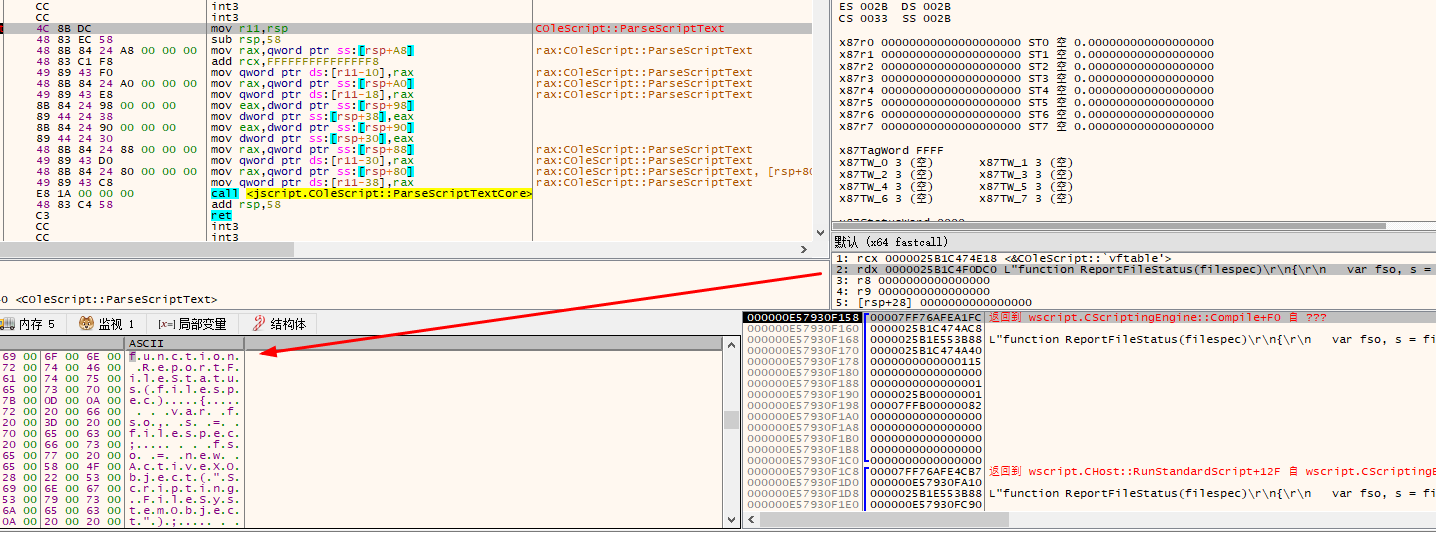 CC int3
CC int3
4C 8B DC mov r11,rsp COleScript::ParseScriptText
48 83 EC 58 sub rsp,58
48 8B 84 24 A8 00 00 00 mov rax,qword ptr ss:[rsp+A8] rax:COleScript::ParseScriptText
48 83 C1 F8 add rcx,FFFFFFFFFFFFFFF8
49 89 43 F0 mov qword ptr ds:[r11-10],rax rax:COleScript::ParseScriptText
48 8B 84 24 A0 00 00 00 mov rax,qword ptr ss:[rsp+A0] rax:COleScript::ParseScriptText
49 89 43 E8 mov qword ptr ds:[r11-18],rax rax:COleScript::ParseScriptText
8B 84 24 98 00 00 00 mov eax,dword ptr ss:[rsp+98]
89 44 24 38 mov dword ptr ss:[rsp+38],eax
8B 84 24 90 00 00 00 mov eax,dword ptr ss:[rsp+90]
89 44 24 30 mov dword ptr ss:[rsp+30],eax
48 8B 84 24 88 00 00 00 mov rax,qword ptr ss:[rsp+88] rax:COleScript::ParseScriptText
49 89 43 D0 mov qword ptr ds:[r11-30],rax rax:COleScript::ParseScriptText
48 8B 84 24 80 00 00 00 mov rax,qword ptr ss:[rsp+80] rax:COleScript::ParseScriptText, [rsp+80
49 89 43 C8 mov qword ptr ds:[r11-38],rax rax:COleScript::ParseScriptText
E8 1A 00 00 00 call <jscript.COleScript::ParseScriptTextCore>
48 83 C4 58 add rsp,58
C3 ret
CC int3
CC int3
ES 002B DS 002B
CS 0033 SS 002B
x87r0 00000000000000000000 ST0 空 0.00000000000000000
x87r1 00000000000000000000 ST1 空 0.00000000000000000
x87r2 00000000000000000000 ST2 空 0.00000000000000000
x87r3 00000000000000000000 ST3 空 0.00000000000000000
x87r4 00000000000000000000 ST4 空 0.00000000000000000
x87r5 00000000000000000000 ST5 空 0.00000000000000000
x87r6 00000000000000000000 ST6 空 0.00000000000000000
x87r7 00000000000000000000 ST7 空 0.00000000000000000
x87TagWord FFFF
x87TW_0 3 (空) x87TW_1 3 (空)
x87TW_2 3 (空) x87TW_3 3 (空)
x87TW_4 3 (空) x87TW_5 3 (空)
x87TW_6 3 (空) x87TW_7 3 (空)
默认 (x64 fastcall)
1: rcx 0000025B1C474E18 <&COleScript::`vftable'>
2: rdx 0000025B1C4F0DC0 L"function ReportFileStatus(filespec)\r\n{\r\n   var fso, s =
3: r8 0000000000000000
4: r9 0000000000000000
5: [rsp+28] 0000000000000000
0 <COleScript::ParseScriptText>
内存 5 监视 1 [x=] 局部变量 结构体
ASCII
69 00 6F 00 6E 00 f.u.n.c.t.i.o.n.
72 00 74 00 46 00 .R.e.p.o.r.t.F.
61 00 74 00 75 00 i.l.e.S.t.a.t.u.
65 00 73 00 70 00 s.(.f.i.l.e.s.p.
7B 00 0D 00 0A 00 e.c.).....{.....
72 00 20 00 66 00 . . .v.a.r. .f.
20 00 3D 00 20 00 s.o.,. .s. .=. .
70 00 65 00 63 00 f.i.l.e.s.p.e.c.
20 00 66 00 73 00 ;..... . . .f.s.
65 00 77 00 20 00 o. .=. .n.e.w. .
65 00 58 00 4F 00 A.c.t.i.v.e.X.O.
28 00 22 00 53 00 b.j.e.c.t.(.".S.
69 00 6E 00 67 00 c.r.i.p.t.i.n.g.
53 00 79 00 73 00 ..F.i.l.e.S.y.s.
6A 00 65 00 63 00 t.e.m.O.b.j.e.c.
0A 00 20 00 20 00 t.".).;..... . .
000000E57930F158 00007FF76AFEA1FC 返回到 wscript.CScriptingEngine::Compile+F0 自 ???
000000E57930F160 0000025B1C474AC8
000000E57930F168 0000025B1E553B88 L"function ReportFileStatus(filespec)\r\n{\r\n   var fso, s = fi
000000E57930F170 0000025B1C474A40
000000E57930F178 0000000000000115
000000E57930F180 0000000000000000
000000E57930F188 0000000000000001
000000E57930F190 0000025B00000001
000000E57930F198 00007FFB00000082
000000E57930F1A0 0000000000000000
000000E57930F1A8 0000000000000000
000000E57930F1B0 0000000000000000
000000E57930F1B8 0000000000000000
000000E57930F1C0 0000000000000000
000000E57930F1C8 00007FF76AFE4CB7 返回到 wscript.CHost::RunStandardScript+12F 自 wscript.CScriptingE
000000E57930F1D0 000000E57930FA10
000000E57930F1D8 0000025B1E553B88 L"function ReportFileStatus(filespec)\r\n{\r\n   var fso, s = fi
000000E57930F1E0 000000E57930FC90